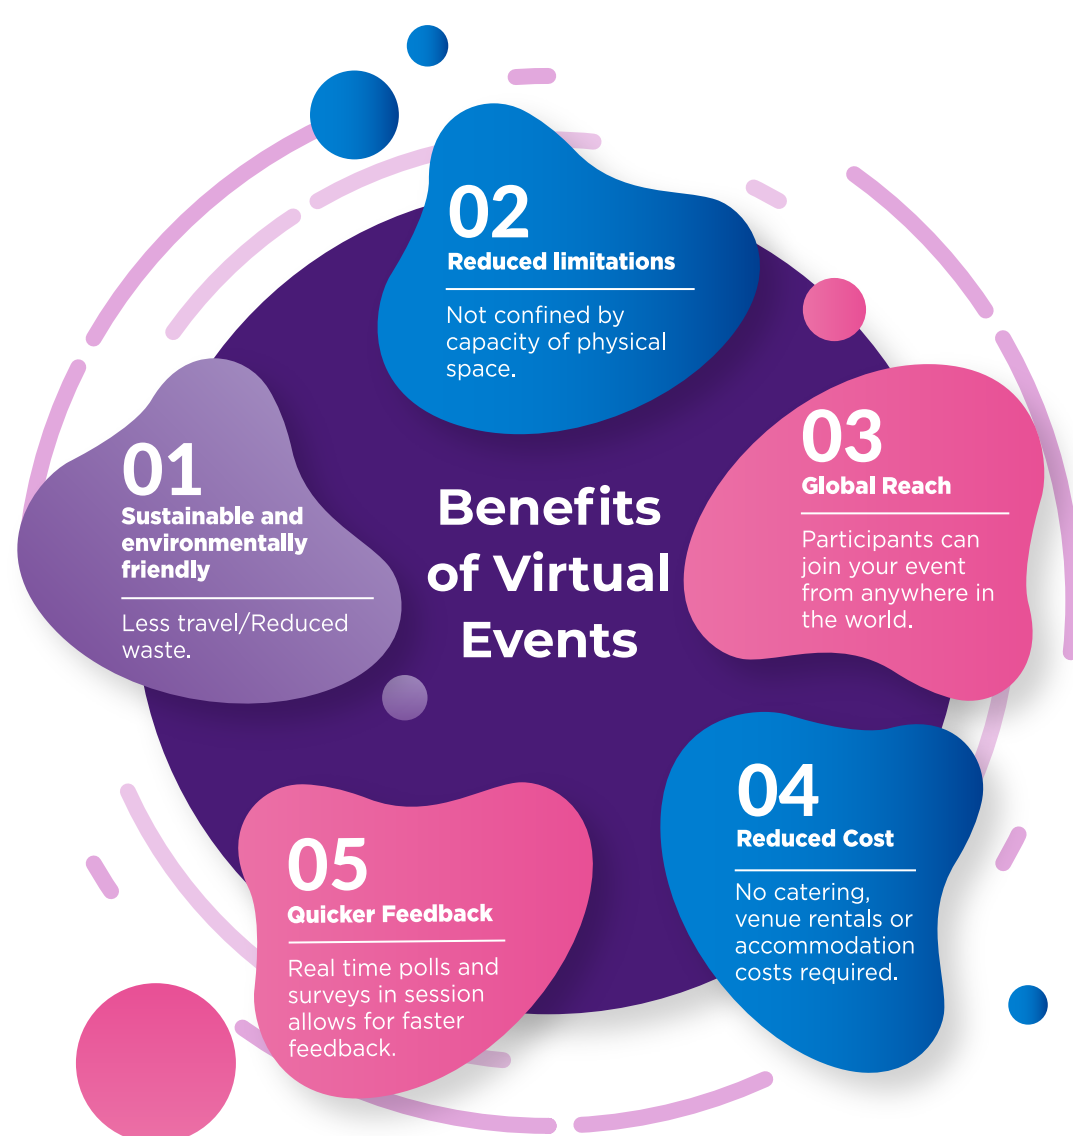 Benefits
of Virtual
Events
01
Sustainable and
environmentally
friendly
Less travel/Reduced
waste.
02
Reduced limitations
Not confined by
capacity of physical
space.
03
Global Reach
Participants can
join your event
from anywhere in
the world.
04
Reduced Cost
No catering,
venue rentals or
accommodation
costs required.
05
Quicker Feedback
Real time polls and
surveys in session
allows for faster
feedback.